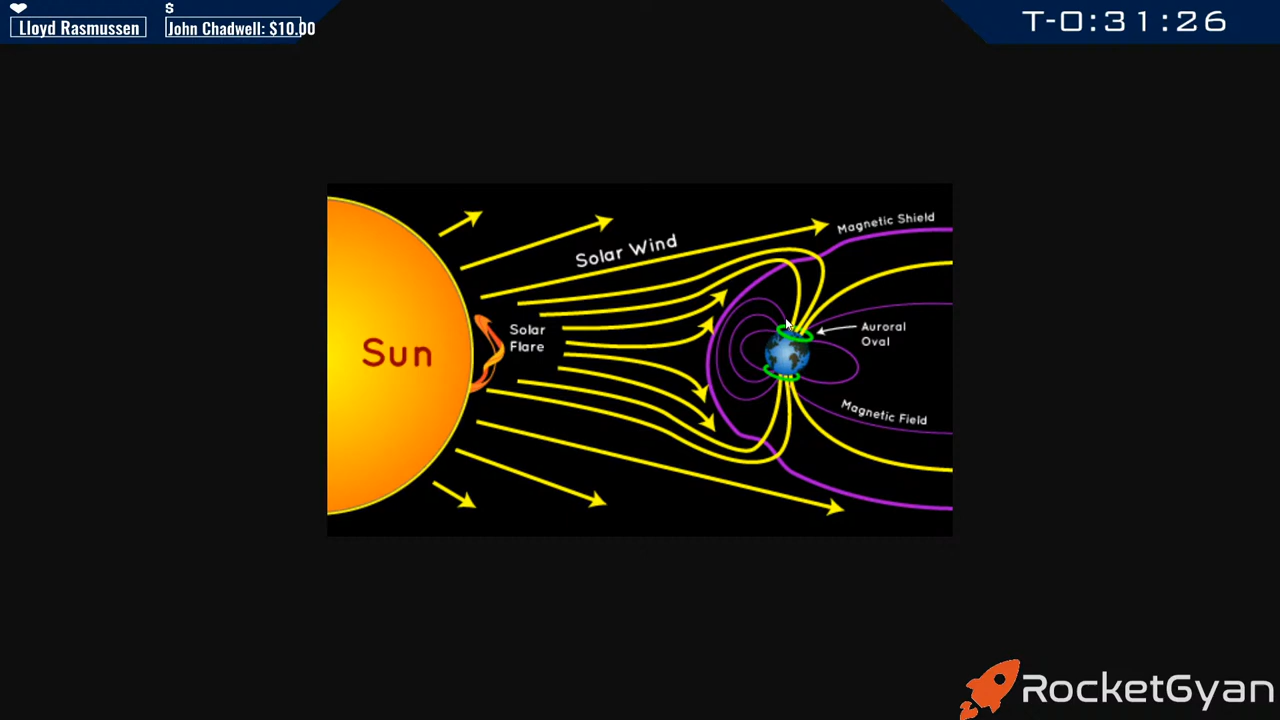 $
Lloyd Rasmussen
John Chadwell: $10.00
T-0:31:26
Magnetic Shield
Solar Wind
Solar
Flare
Sun
Auroral
Oval
Magnetic Field
RocketGyan